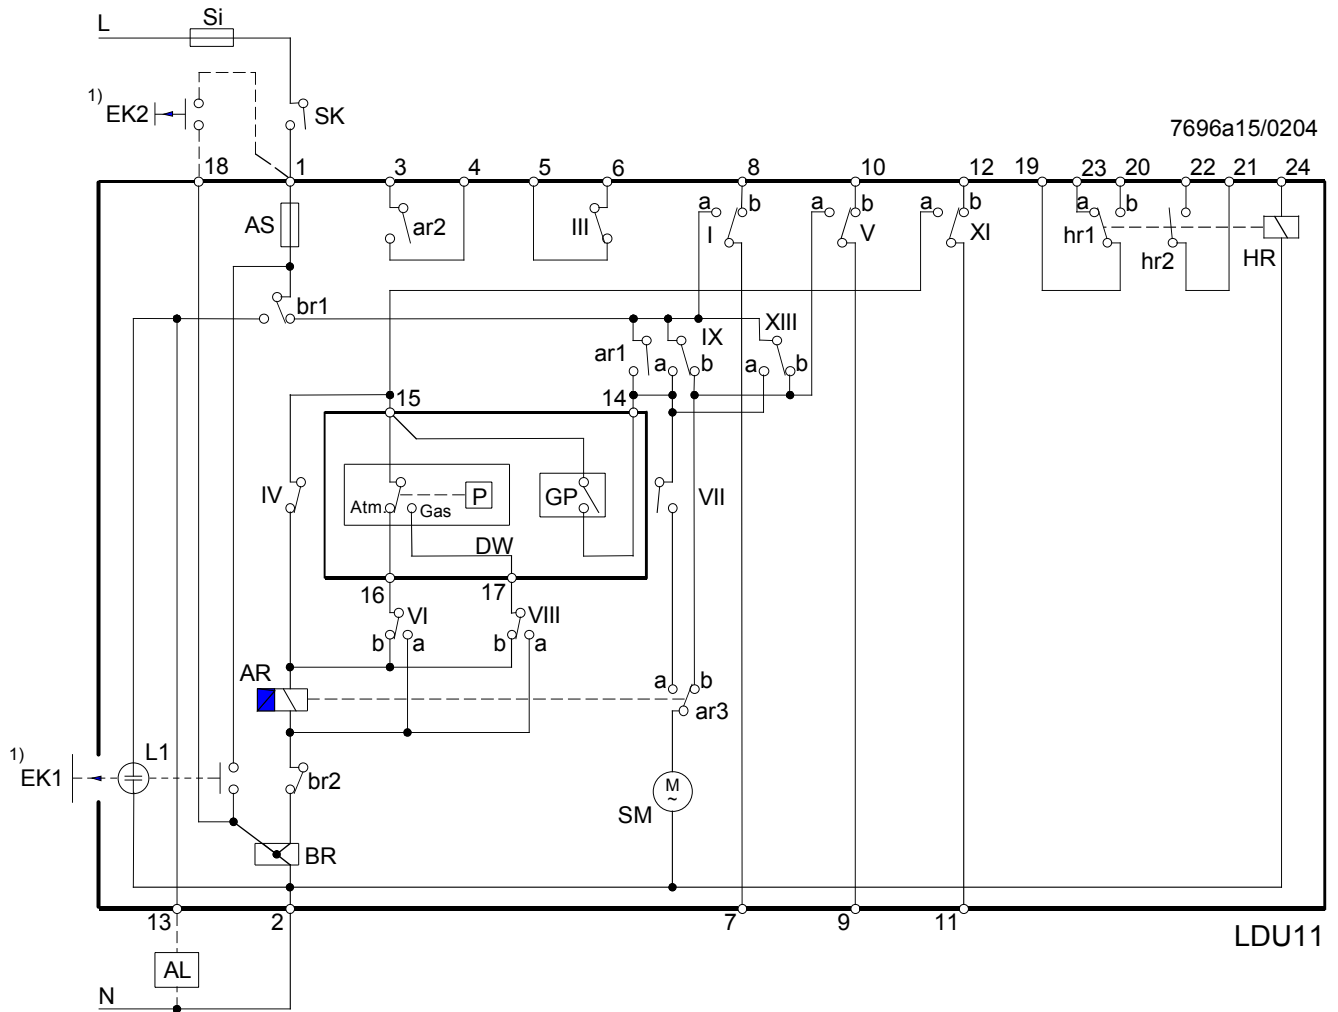 L
Si
1)
EK2
SK
7696a15/0204
18 1 3 4 5 6 8 10 12 19 23 20 22 21 24
AS
ar2
III
a b
I
a b
V
a b
XI
a b
hr1
hr2
HR
br1
ar1
IX
a b
XIII
a b
15 14
IV
Atm.
Gas
P
GP
VII
DW
16 17
VI
b a
VIII
b a
AR
a b
ar3
1)
EK1
L1
br2
M
~
SM
BR
13 2 7 9 11
LDU11
AL
N